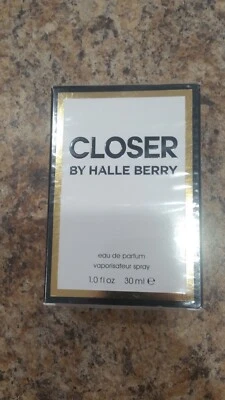 CLOSER
BY HALLE BERRY
eau de parfum
vaporisateur spray
1.0 fl oz 30 ml ℮